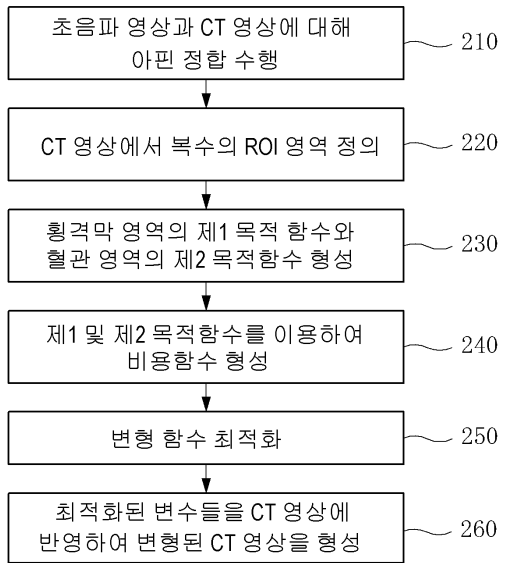 초음파 영상과 CT 영상에 대해
아핀 정합 수행
210
CT 영상에서 복수의 ROI 영역 정의
220
횡격막 영역의 제1 목적 함수와
혈관 영역의 제2 목적함수 형성
230
제1 및 제2 목적함수를 이용하여
비용함수 형성
240
변형 함수 최적화
250
최적화된 변수들을 CT 영상에
반영하여 변형된 CT 영상을 형성
260